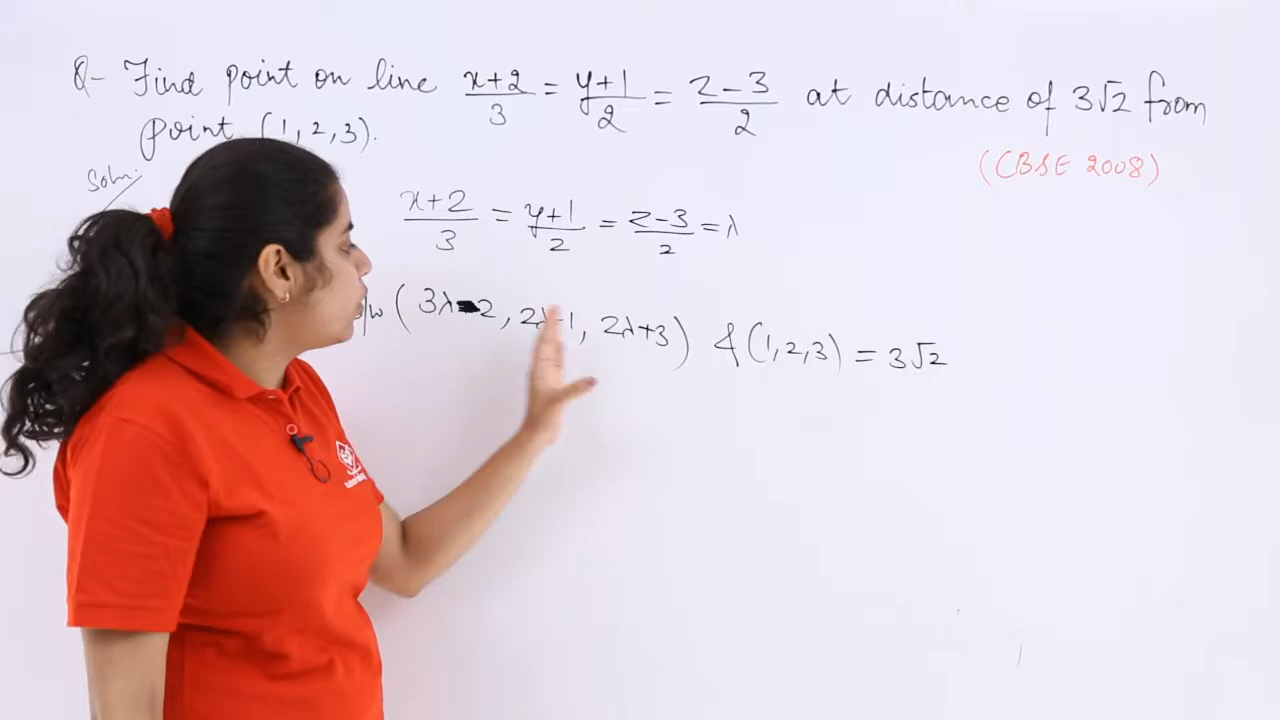 Q- Find point on line (x+2)/3 = (y+1)/2 = (z-3)/2 at distance of 3√2 from
point (1, 2, 3).
(CBSE 2008)
Soln:
(x+2)/3 = (y+1)/2 = (z-3)/2 = λ
b/w (3λ-2, 2λ-1, 2λ+3) & (1, 2, 3) = 3√2